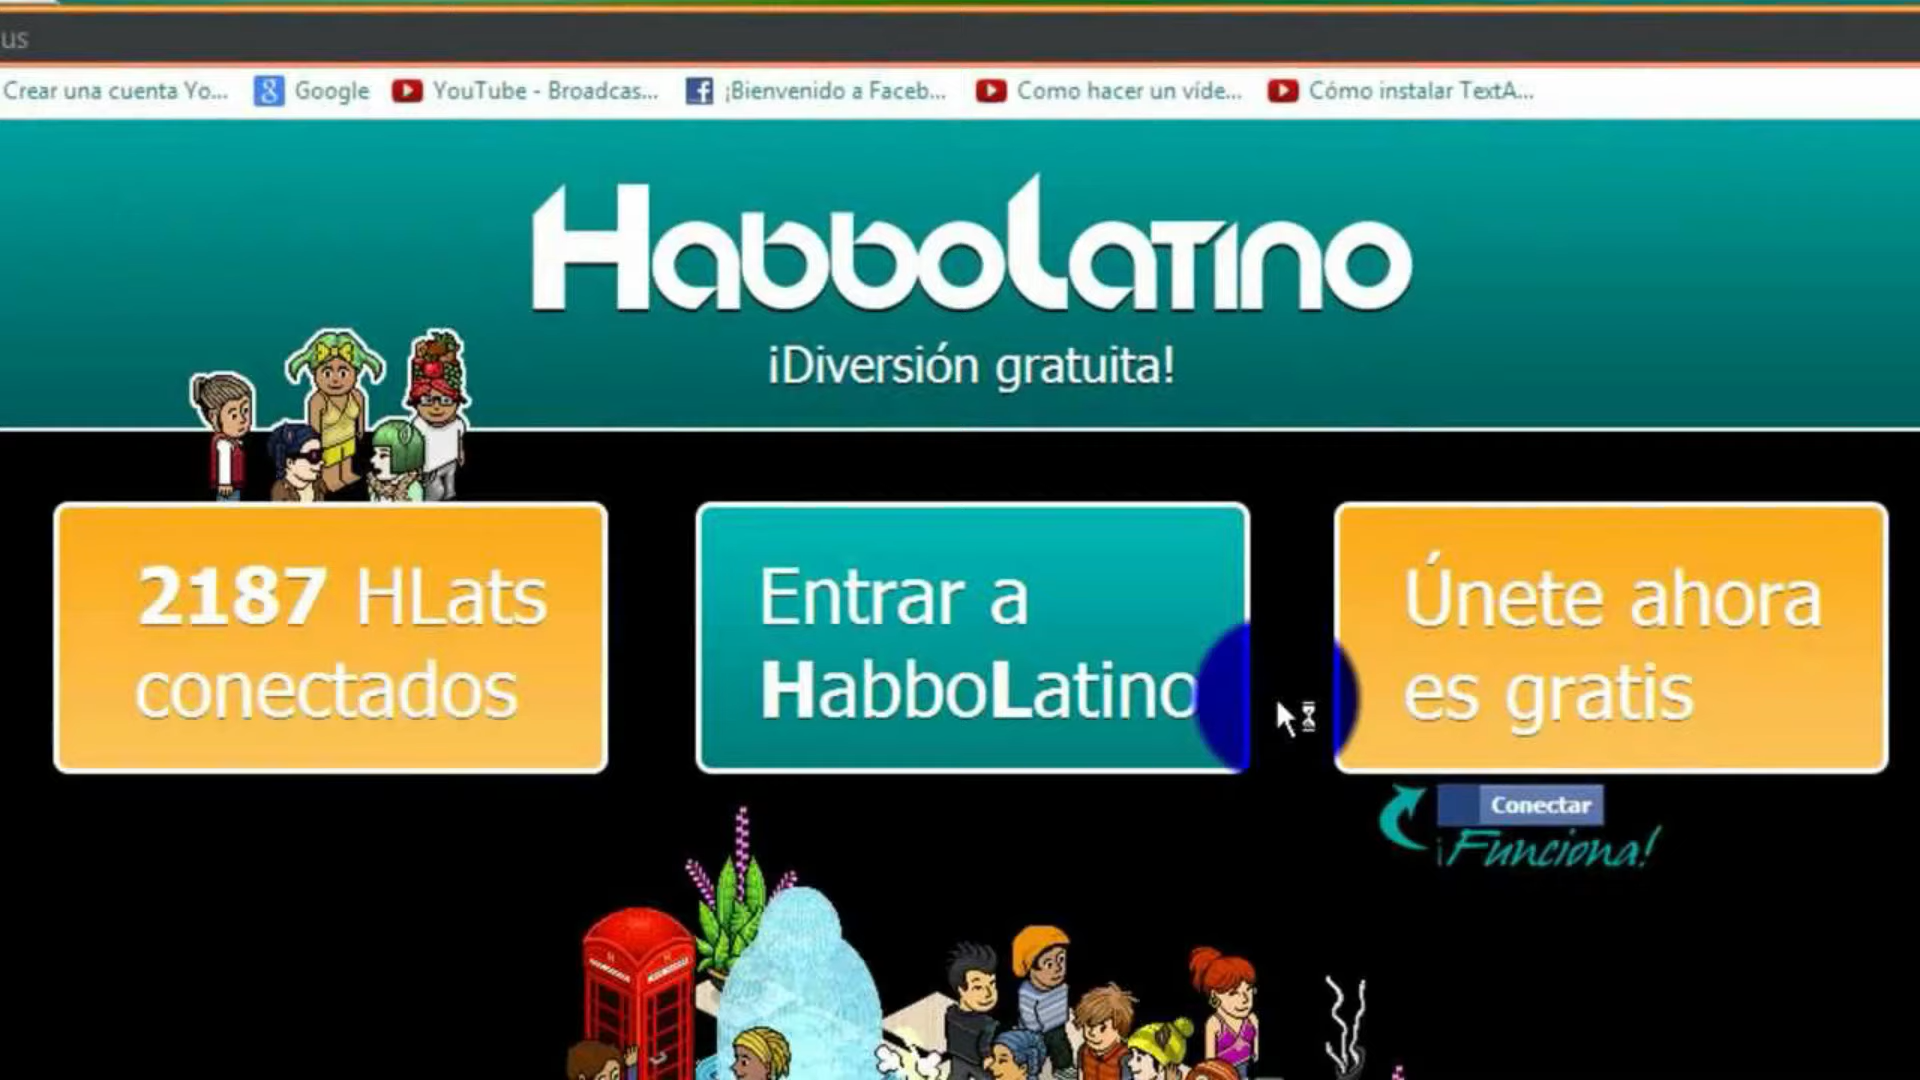 us
Crear una cuenta Yo... Google YouTube - Broadcas... ¡Bienvenido a Faceb... Como hacer un víde... Cómo instalar TextA...
HabboLatino
¡Diversión gratuita!
2187 HLats
conectados
Entrar a
HabboLatino
Únete ahora
es gratis
Conectar
¡Funciona!